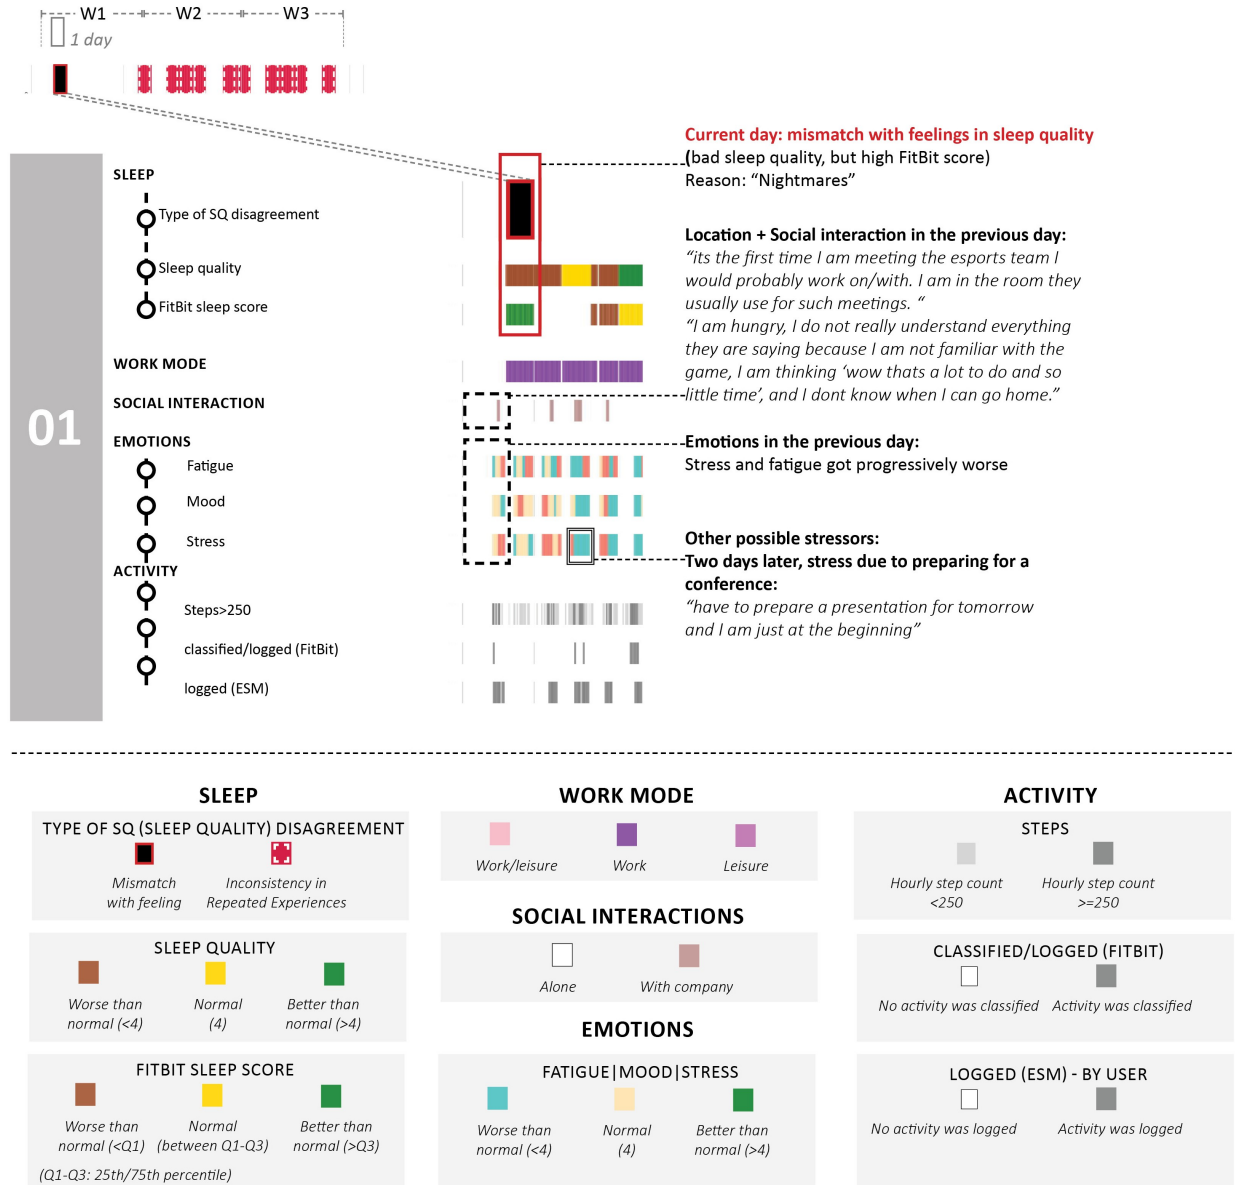 W1
W2
W3
1 day
Current day: mismatch with feelings in sleep quality
(bad sleep quality, but high FitBit score)
Reason: “Nightmares”
01
SLEEP
Type of SQ disagreement
Sleep quality
FitBit sleep score
WORK MODE
SOCIAL INTERACTION
EMOTIONS
Fatigue
Mood
Stress
ACTIVITY
Steps>250
classified/logged (FitBit)
logged (ESM)
Location + Social interaction in the previous day:
“its the first time I am meeting the esports team I
would probably work on/with. I am in the room they
usually use for such meetings. “
“I am hungry, I do not really understand everything
they are saying because I am not familiar with the
game, I am thinking ‘wow thats a lot to do and so
little time’, and I dont know when I can go home.”
Emotions in the previous day:
Stress and fatigue got progressively worse
Other possible stressors:
Two days later, stress due to preparing for a
conference:
“have to prepare a presentation for tomorrow
and I am just at the beginning”
SLEEP
TYPE OF SQ (SLEEP QUALITY) DISAGREEMENT
Mismatch
with feeling
Inconsistency in
Repeated Experiences
SLEEP QUALITY
Worse than
normal (<4)
Normal
(4)
Better than
normal (>4)
FITBIT SLEEP SCORE
Worse than
normal (<Q1)
Normal
(between Q1-Q3)
Better than
normal (>Q3)
(Q1-Q3: 25th/75th percentile)
WORK MODE
Work/leisure
Work
Leisure
SOCIAL INTERACTIONS
Alone
With company
EMOTIONS
FATIGUE|MOOD|STRESS
Worse than
normal (<4)
Normal
(4)
Better than
normal (>4)
ACTIVITY
STEPS
Hourly step count
<250
Hourly step count
>=250
CLASSIFIED/LOGGED (FITBIT)
No activity was classified
Activity was classified
LOGGED (ESM) - BY USER
No activity was logged
Activity was logged